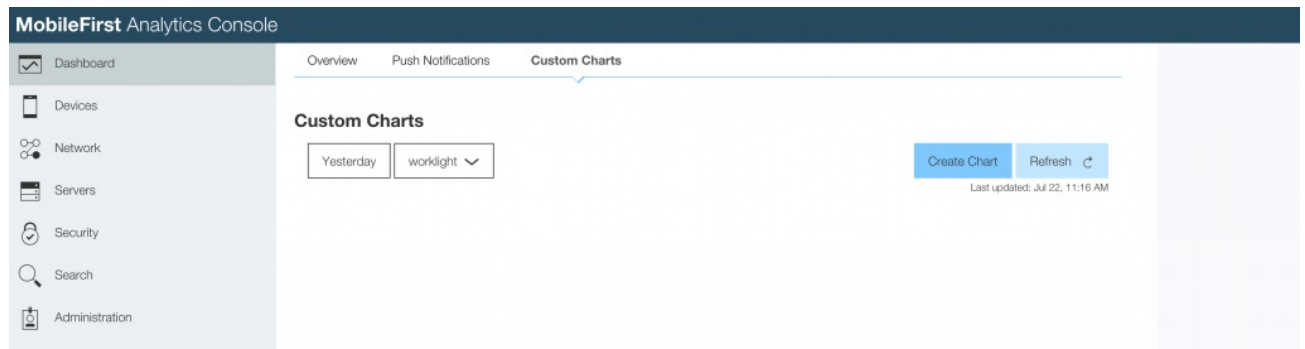 MobileFirst Analytics Console
Dashboard
Devices
Network
Servers
Security
Search
Administration
Overview Push Notifications Custom Charts
Custom Charts
Yesterday worklight Create Chart Refresh
Last updated: Jul 22, 11:16 AM